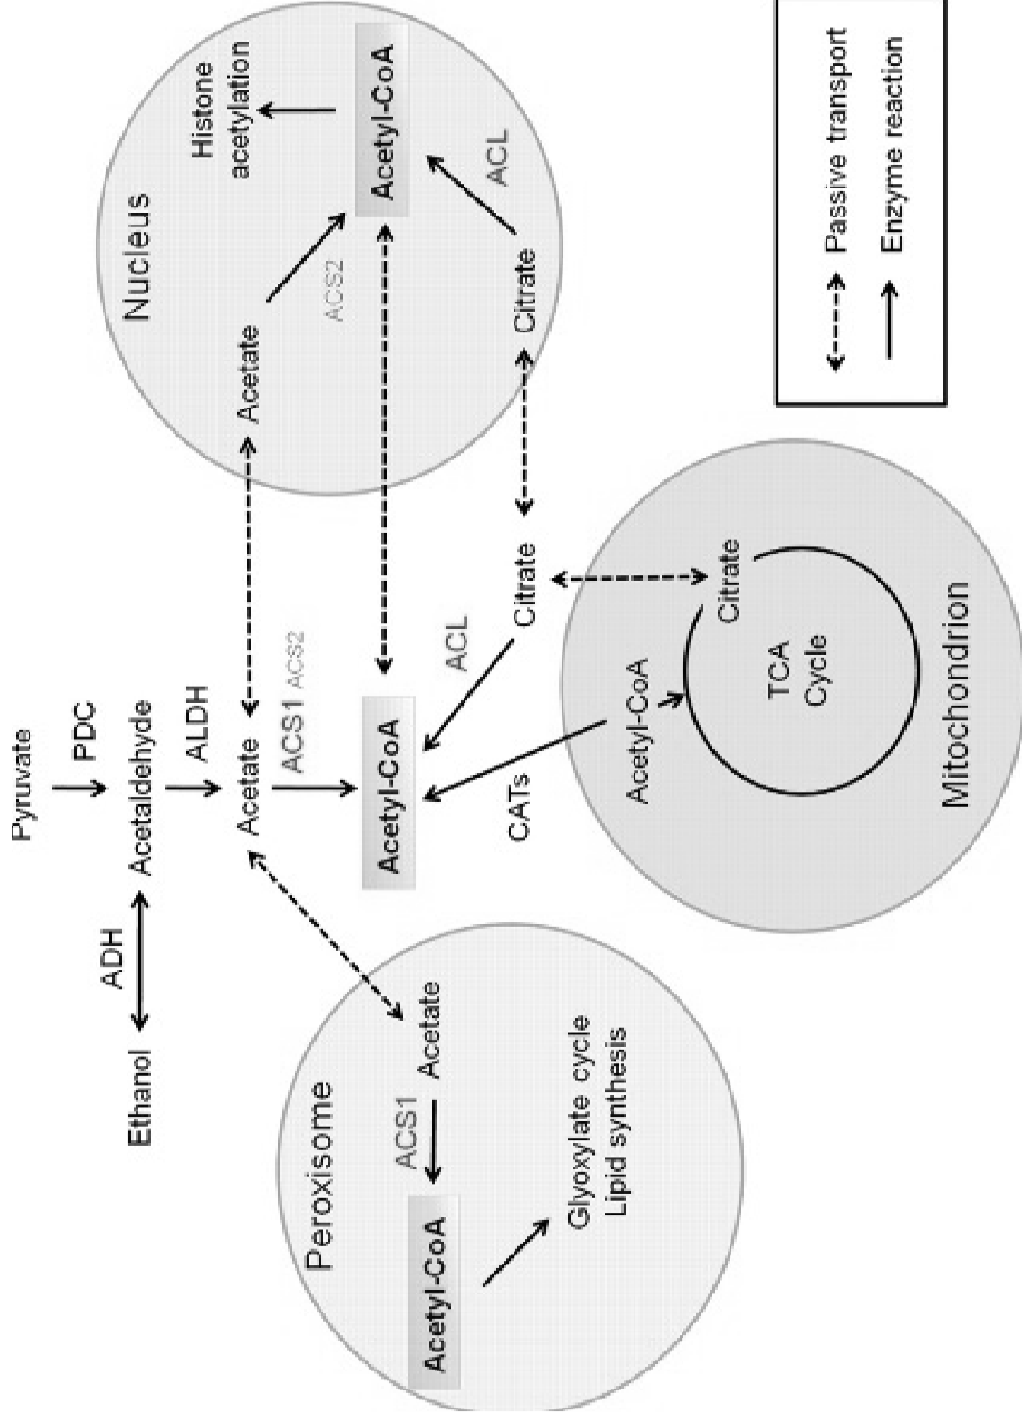 Pyruvate
PDC
Ethanol
ADH
Acetaldehyde
ALDH
Acetate
ACS1 ACS2
Acetyl-CoA
CATs
ACL
Citrate
Peroxisome
ACS1
Acetate
Acetyl-CoA
Glyoxylate cycle
Lipid synthesis
Nucleus
Histone
acetylation
Acetate
ACS2
Acetyl-CoA
ACL
Citrate
Acetyl-CoA
Citrate
TCA
Cycle
Mitochondrion
Passive transport
Enzyme reaction